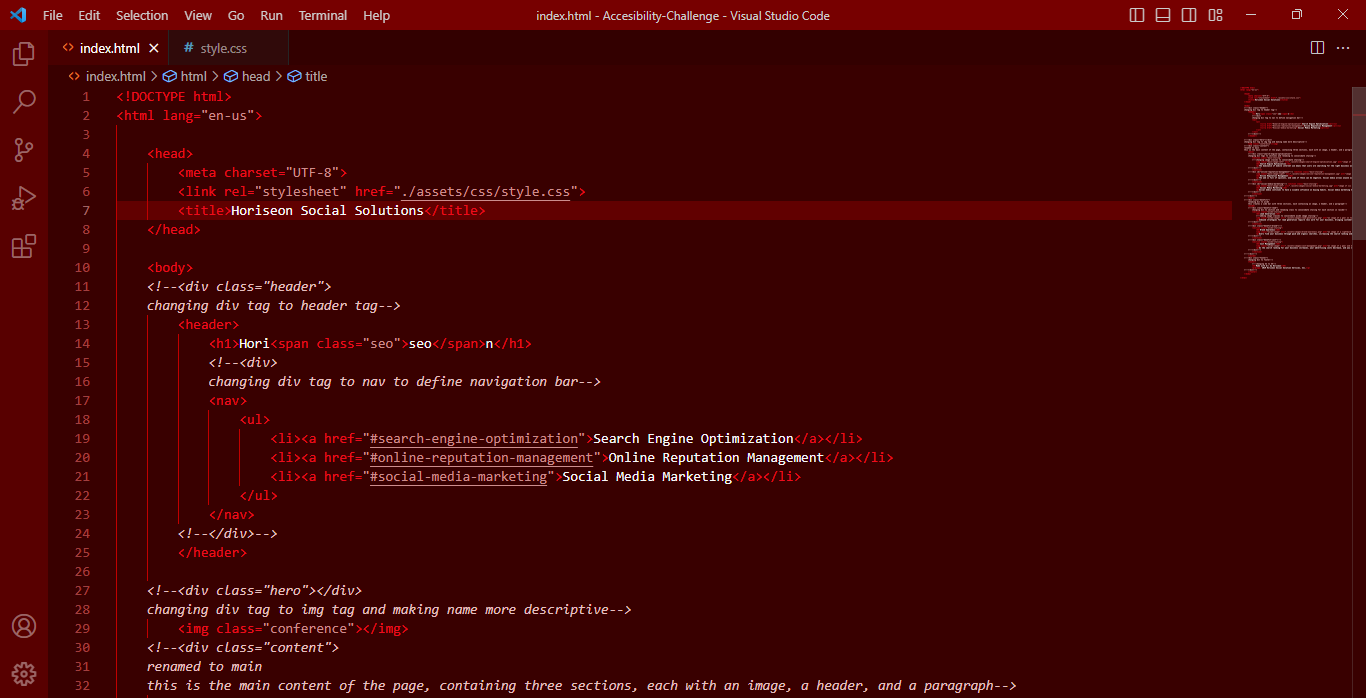 File Edit Selection View Go Run Terminal Help index.html - Accesibility-Challenge - Visual Studio Code
index.html # style.css
index.html html head title
1 <!DOCTYPE html>
2 <html lang="en-us">
3
4 <head>
5 <meta charset="UTF-8">
6 <link rel="stylesheet" href="./assets/css/style.css">
7 <title>Horiseon Social Solutions</title>
8 </head>
9
10 <body>
11 <!--<div class="header">
12 changing div tag to header tag-->
13 <header>
14 <h1>Hori<span class="seo">seo</span>n</h1>
15 <!--<div>
16 changing div tag to nav to define navigation bar-->
17 <nav>
18 <ul>
19 <li><a href="#search-engine-optimization">Search Engine Optimization</a></li>
20 <li><a href="#online-reputation-management">Online Reputation Management</a></li>
21 <li><a href="#social-media-marketing">Social Media Marketing</a></li>
22 </ul>
23 </nav>
24 <!--</div>-->
25 </header>
26
27 <!--<div class="hero"></div>
28 changing div tag to img tag and making name more descriptive-->
29 <img class="conference"></img>
30 <!--<div class="content">
31 renamed to main
32 this is the main content of the page, containing three sections, each with an image, a header, and a paragraph-->